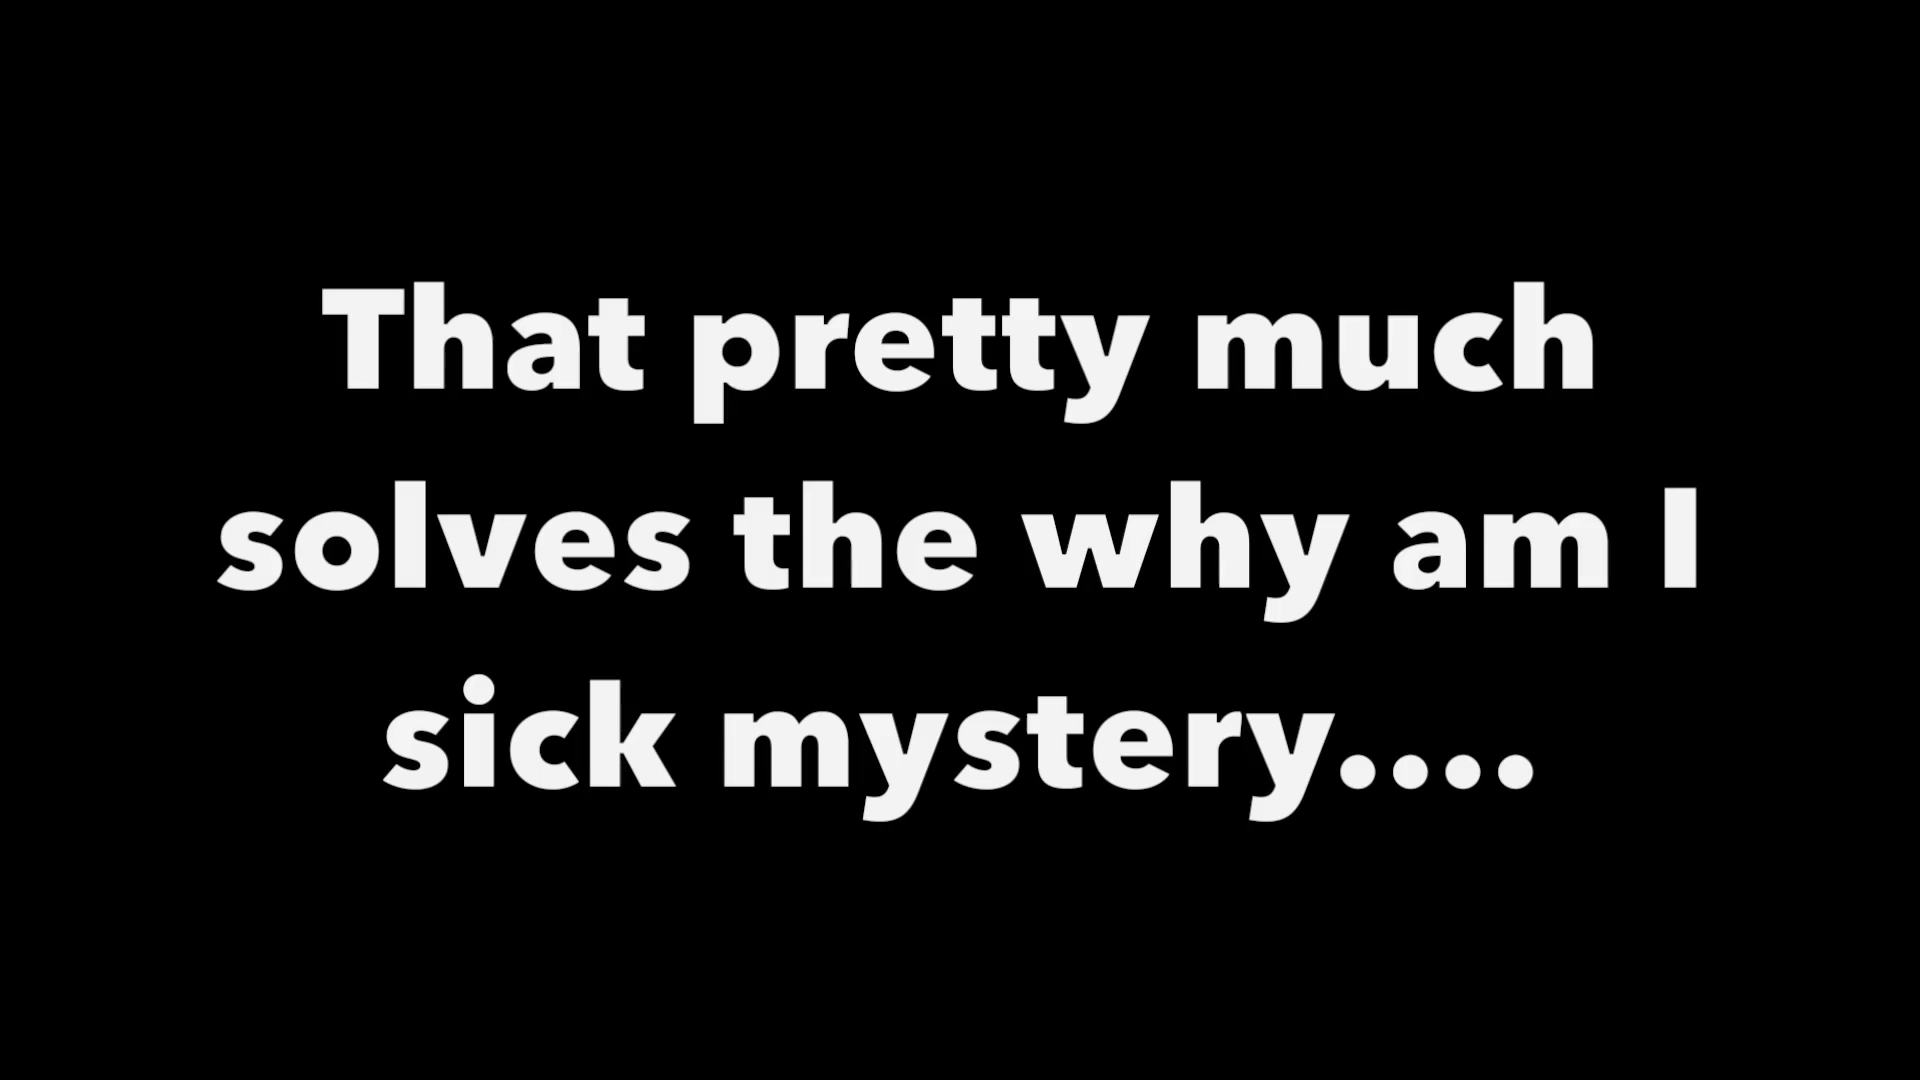 That pretty much
solves the why am I
sick mystery....